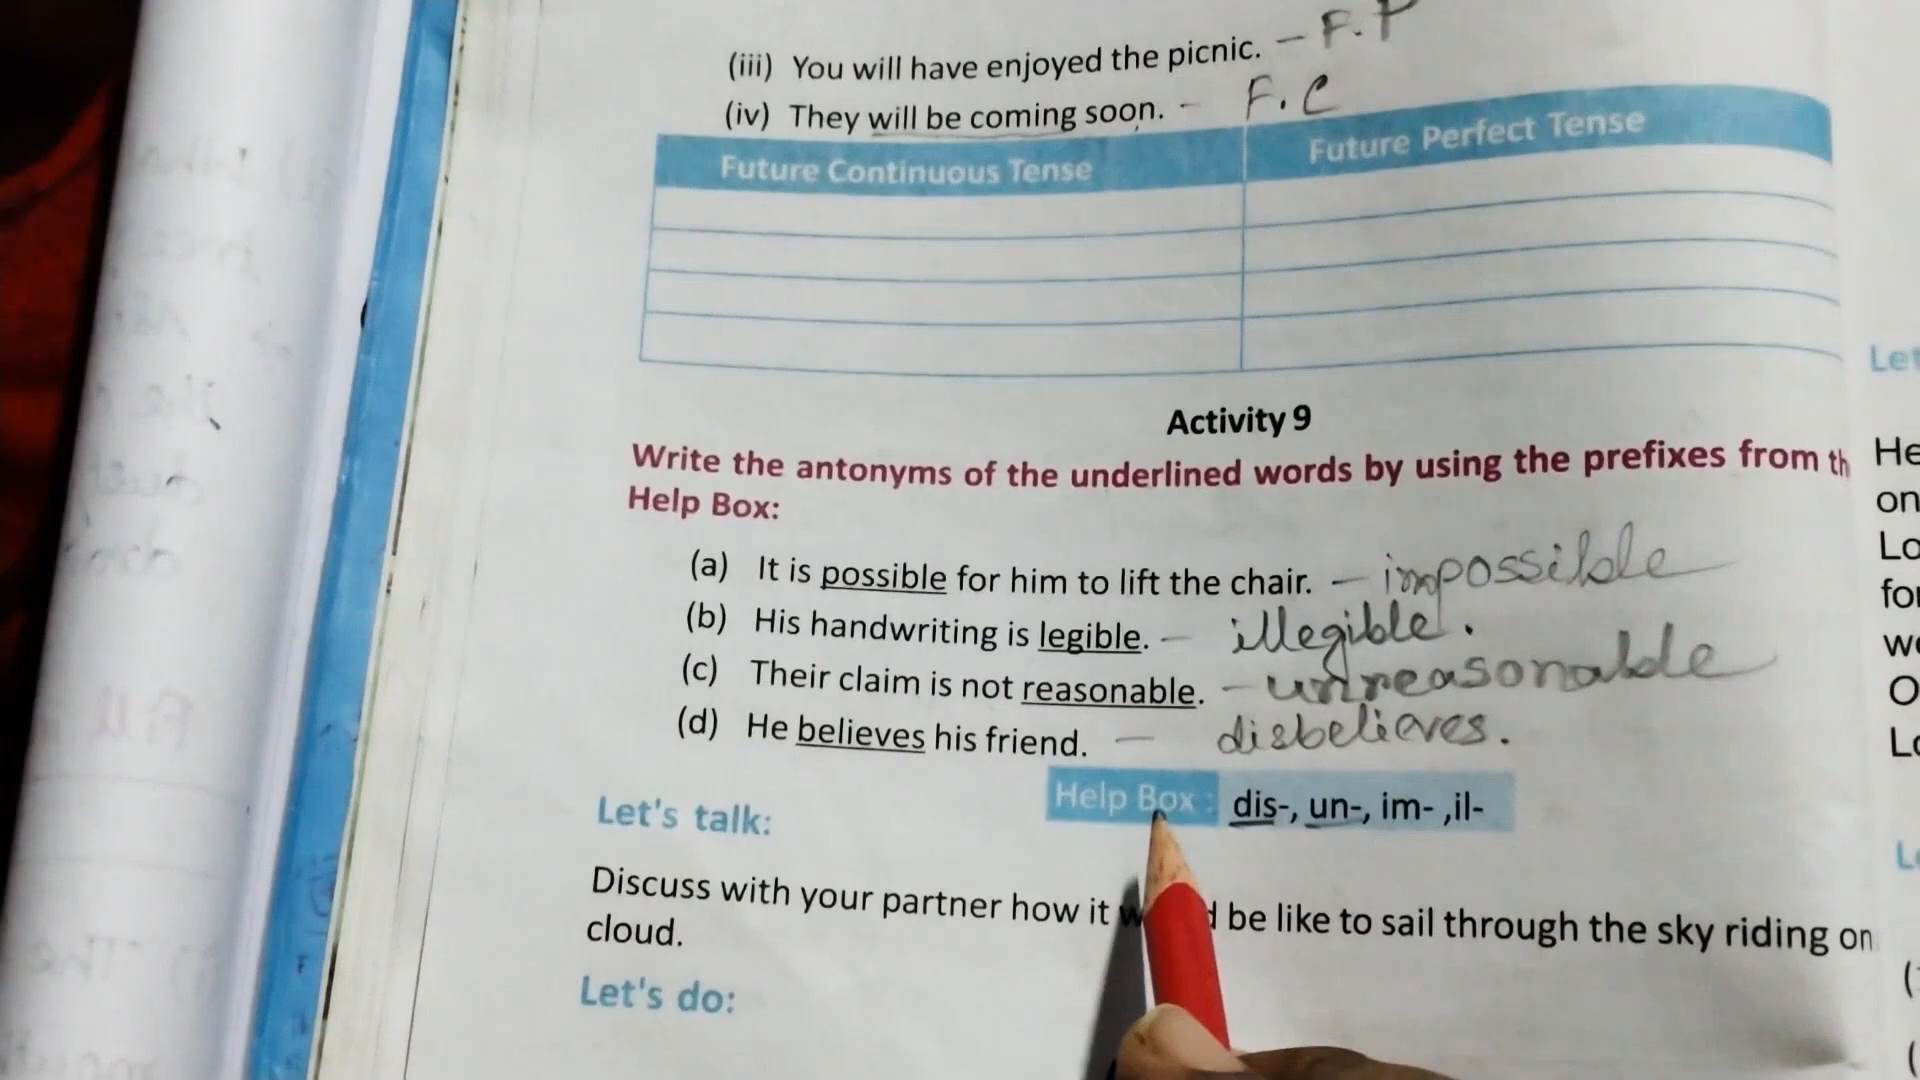 (iii) You will have enjoyed the picnic. - F.P
(iv) They will be coming soon. - F.C
Future Continuous Tense Future Perfect Tense
Activity 9
Write the antonyms of the underlined words by using the prefixes from th
Help Box:
(a) It is possible for him to lift the chair. - impossible
(b) His handwriting is legible. - illegible.
(c) Their claim is not reasonable. - unreasonable
(d) He believes his friend. - disbelieves.
Help Box : dis-, un-, im- ,il-
Let's talk:
Discuss with your partner how it be like to sail through the sky riding on
cloud.
Let's do:
Let
He
on
Lo
for
we
O
Lo